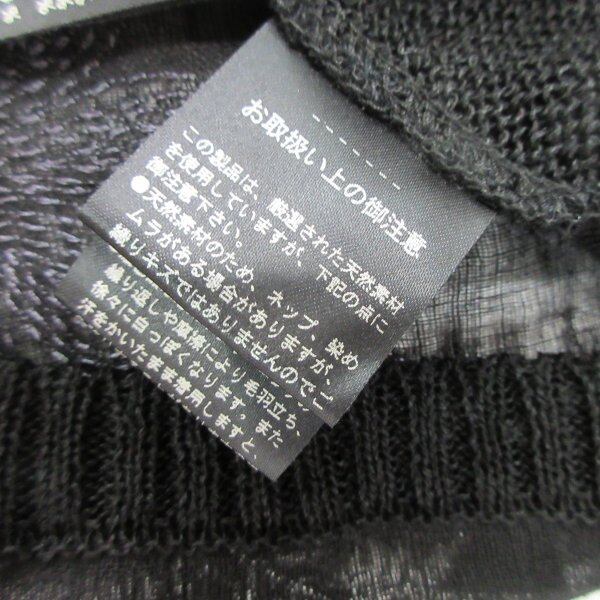 お取扱い上の御注意
この製品は、厳選された天然素材
を使用していますが、下記の点に
御注意下さい。
●天然素材のため、ネップ、染め
ムラがある場合がありますが、
織りキズではありませんのでご
繰り返しや摩擦により毛羽立ち、
徐々に白っぽくなります。また
汗をかいたまま着用しますと、